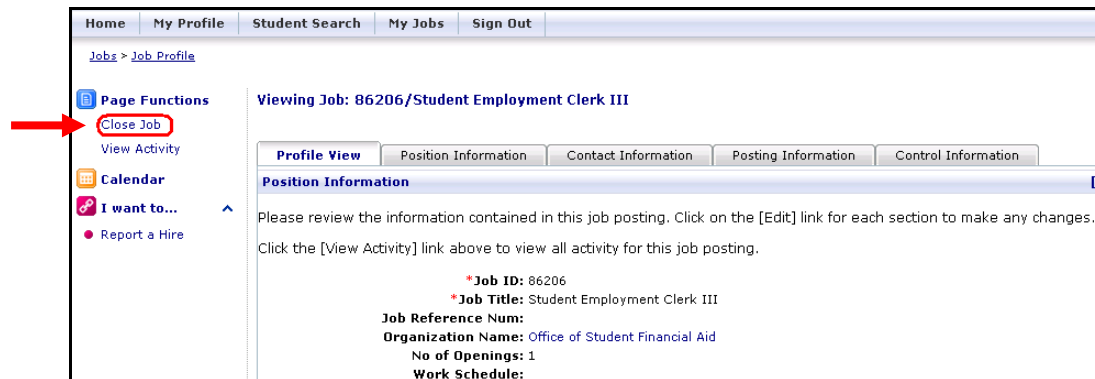 Home My Profile Student Search My Jobs Sign Out
Jobs > Job Profile
Page Functions
Close Job
View Activity
Calendar
I want to...
Report a Hire
Viewing Job: 86206/Student Employment Clerk III
Profile View Position Information Contact Information Posting Information Control Information
Position Information [
Please review the information contained in this job posting. Click on the [Edit] link for each section to make any changes.
Click the [View Activity] link above to view all activity for this job posting.
*Job ID: 86206
*Job Title: Student Employment Clerk III
Job Reference Num:
Organization Name: Office of Student Financial Aid
No of Openings: 1
Work Schedule: